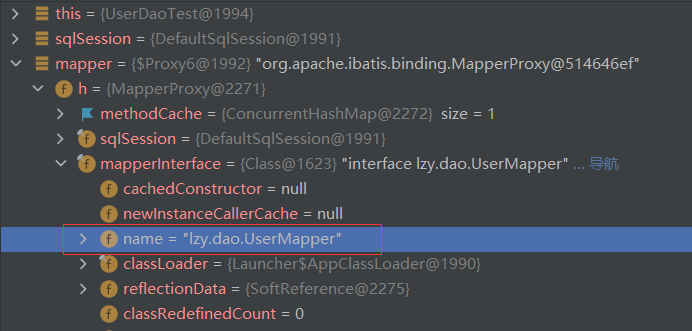 this = {UserDaoTest@1994}
sqlSession = {DefaultSqlSession@1991}
mapper = {$Proxy6@1992} "org.apache.ibatis.binding.MapperProxy@514646ef"
h = {MapperProxy@2271}
methodCache = {ConcurrentHashMap@2272} size = 1
sqlSession = {DefaultSqlSession@1991}
mapperInterface = {Class@1623} "interface lzy.dao.UserMapper" ... 导航
cachedConstructor = null
newInstanceCallerCache = null
name = "lzy.dao.UserMapper"
classLoader = {Launcher$AppClassLoader@1990}
reflectionData = {SoftReference@2275}
classRedefinedCount = 0